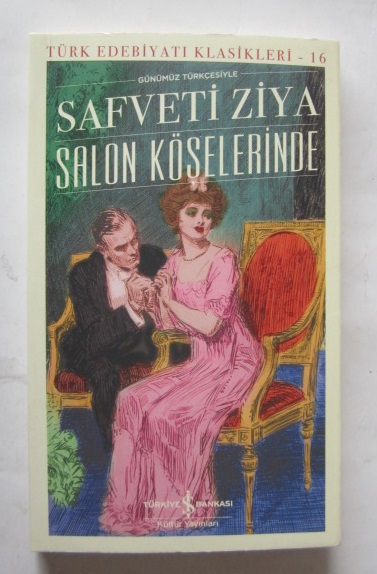 TÜRK EDEBİYATI KLASİKLERİ - 16
GÜNÜMÜZ TÜRKÇESİYLE
SAFVETİ ZİYA
SALON KÖŞELERİNDE
TÜRKİYE İŞ BANKASI
Kültür Yayınları